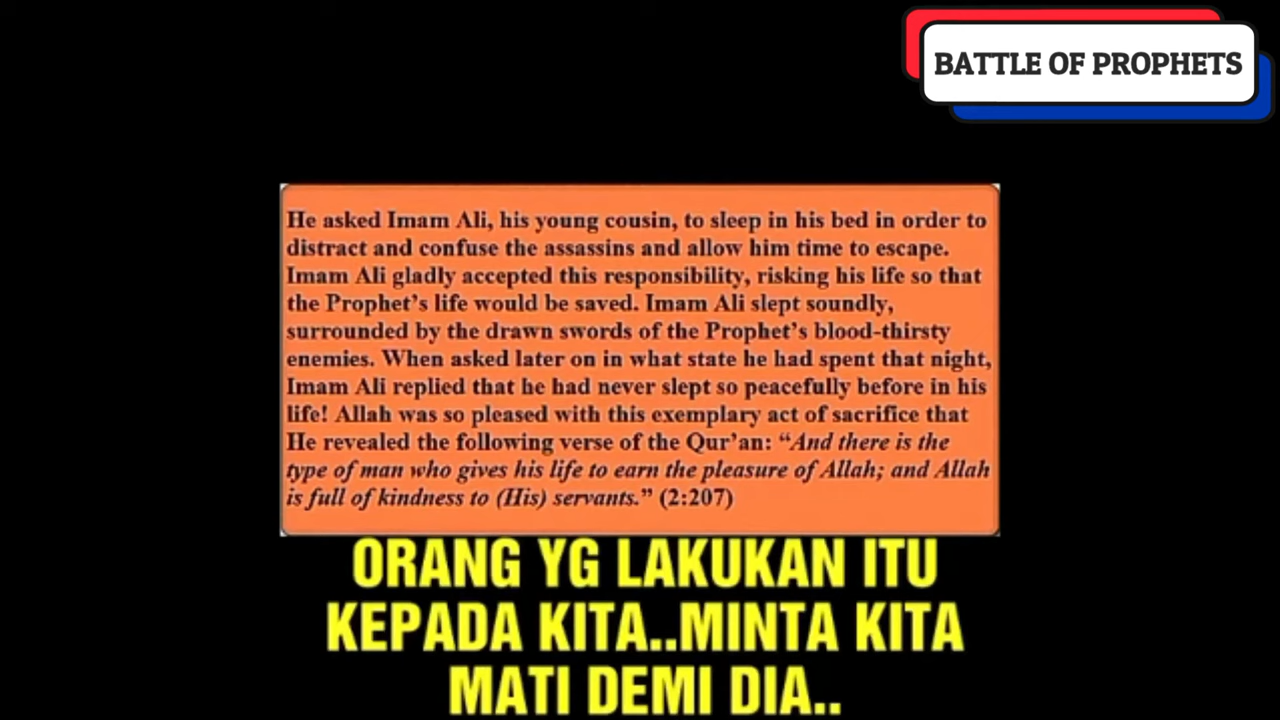 BATTLE OF PROPHETS
He asked Imam Ali, his young cousin, to sleep in his bed in order to
distract and confuse the assassins and allow him time to escape.
Imam Ali gladly accepted this responsibility, risking his life so that
the Prophet's life would be saved. Imam Ali slept soundly,
surrounded by the drawn swords of the Prophet's blood-thirsty
enemies. When asked later on in what state he had spent that night,
Imam Ali replied that he had never slept so peacefully before in his
life! Allah was so pleased with this exemplary act of sacrifice that
He revealed the following verse of the Qur'an: “And there is the
type of man who gives his life to earn the pleasure of Allah; and Allah
is full of kindness to (His) servants.” (2:207)
ORANG YG LAKUKAN ITU
KEPADA KITA..MINTA KITA
MATI DEMI DIA..